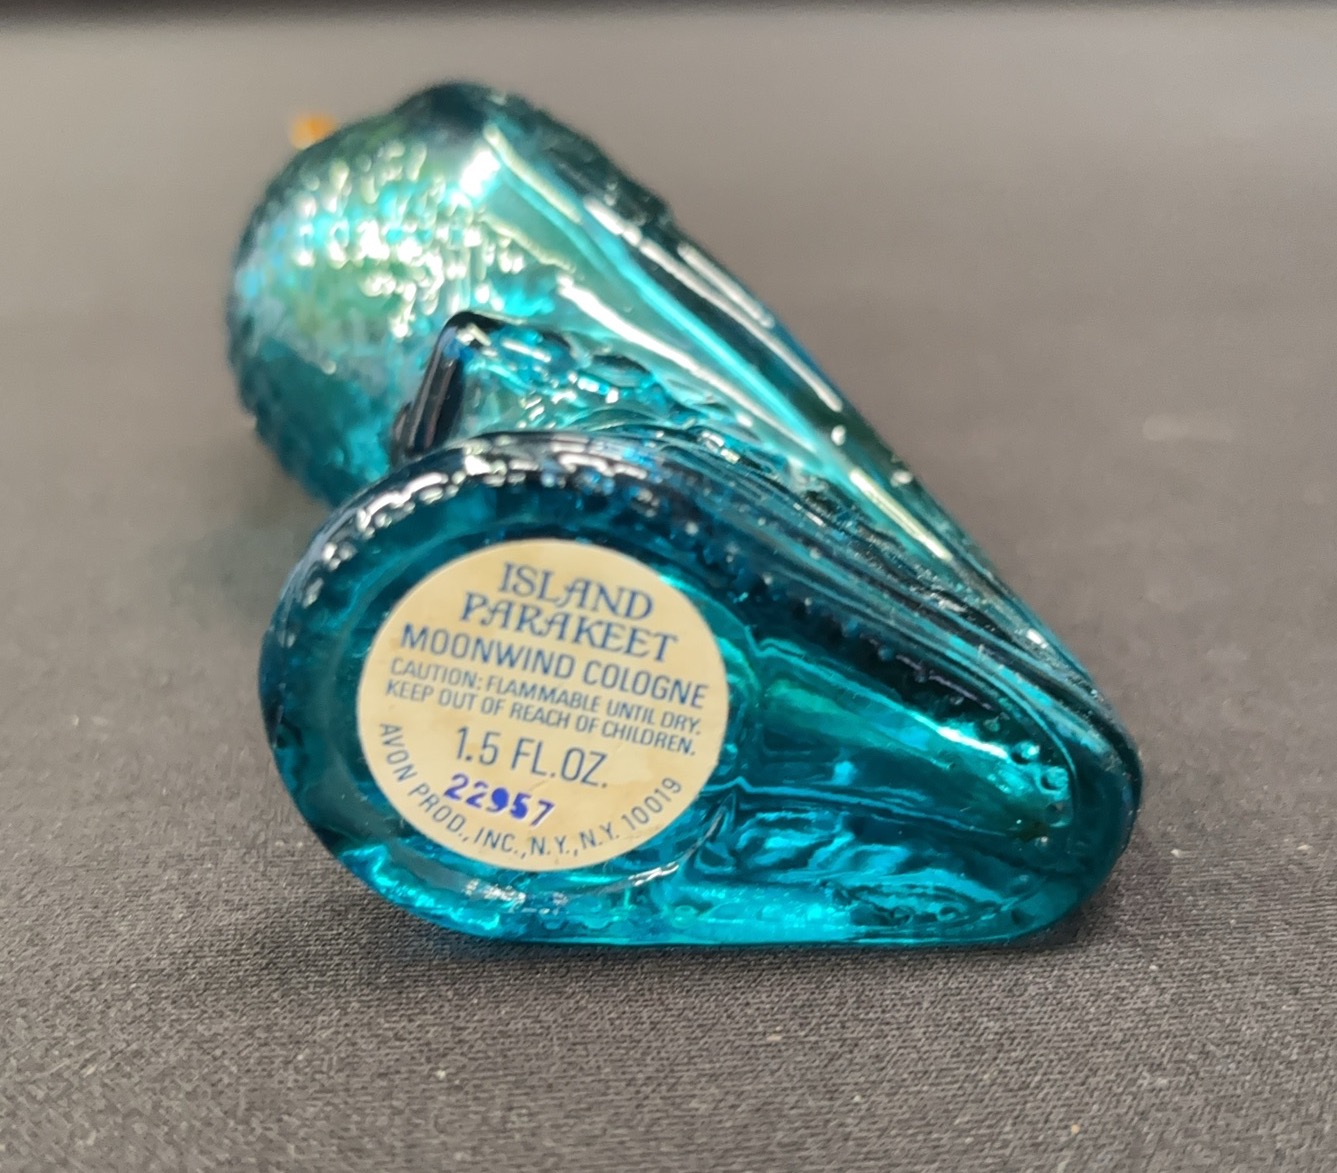 ISLAND
PARAKEET
MOONWIND COLOGNE
CAUTION: FLAMMABLE UNTIL DRY.
KEEP OUT OF REACH OF CHILDREN.
1.5 FL.OZ.
22957
AVON PROD., INC., N.Y., N.Y. 10019